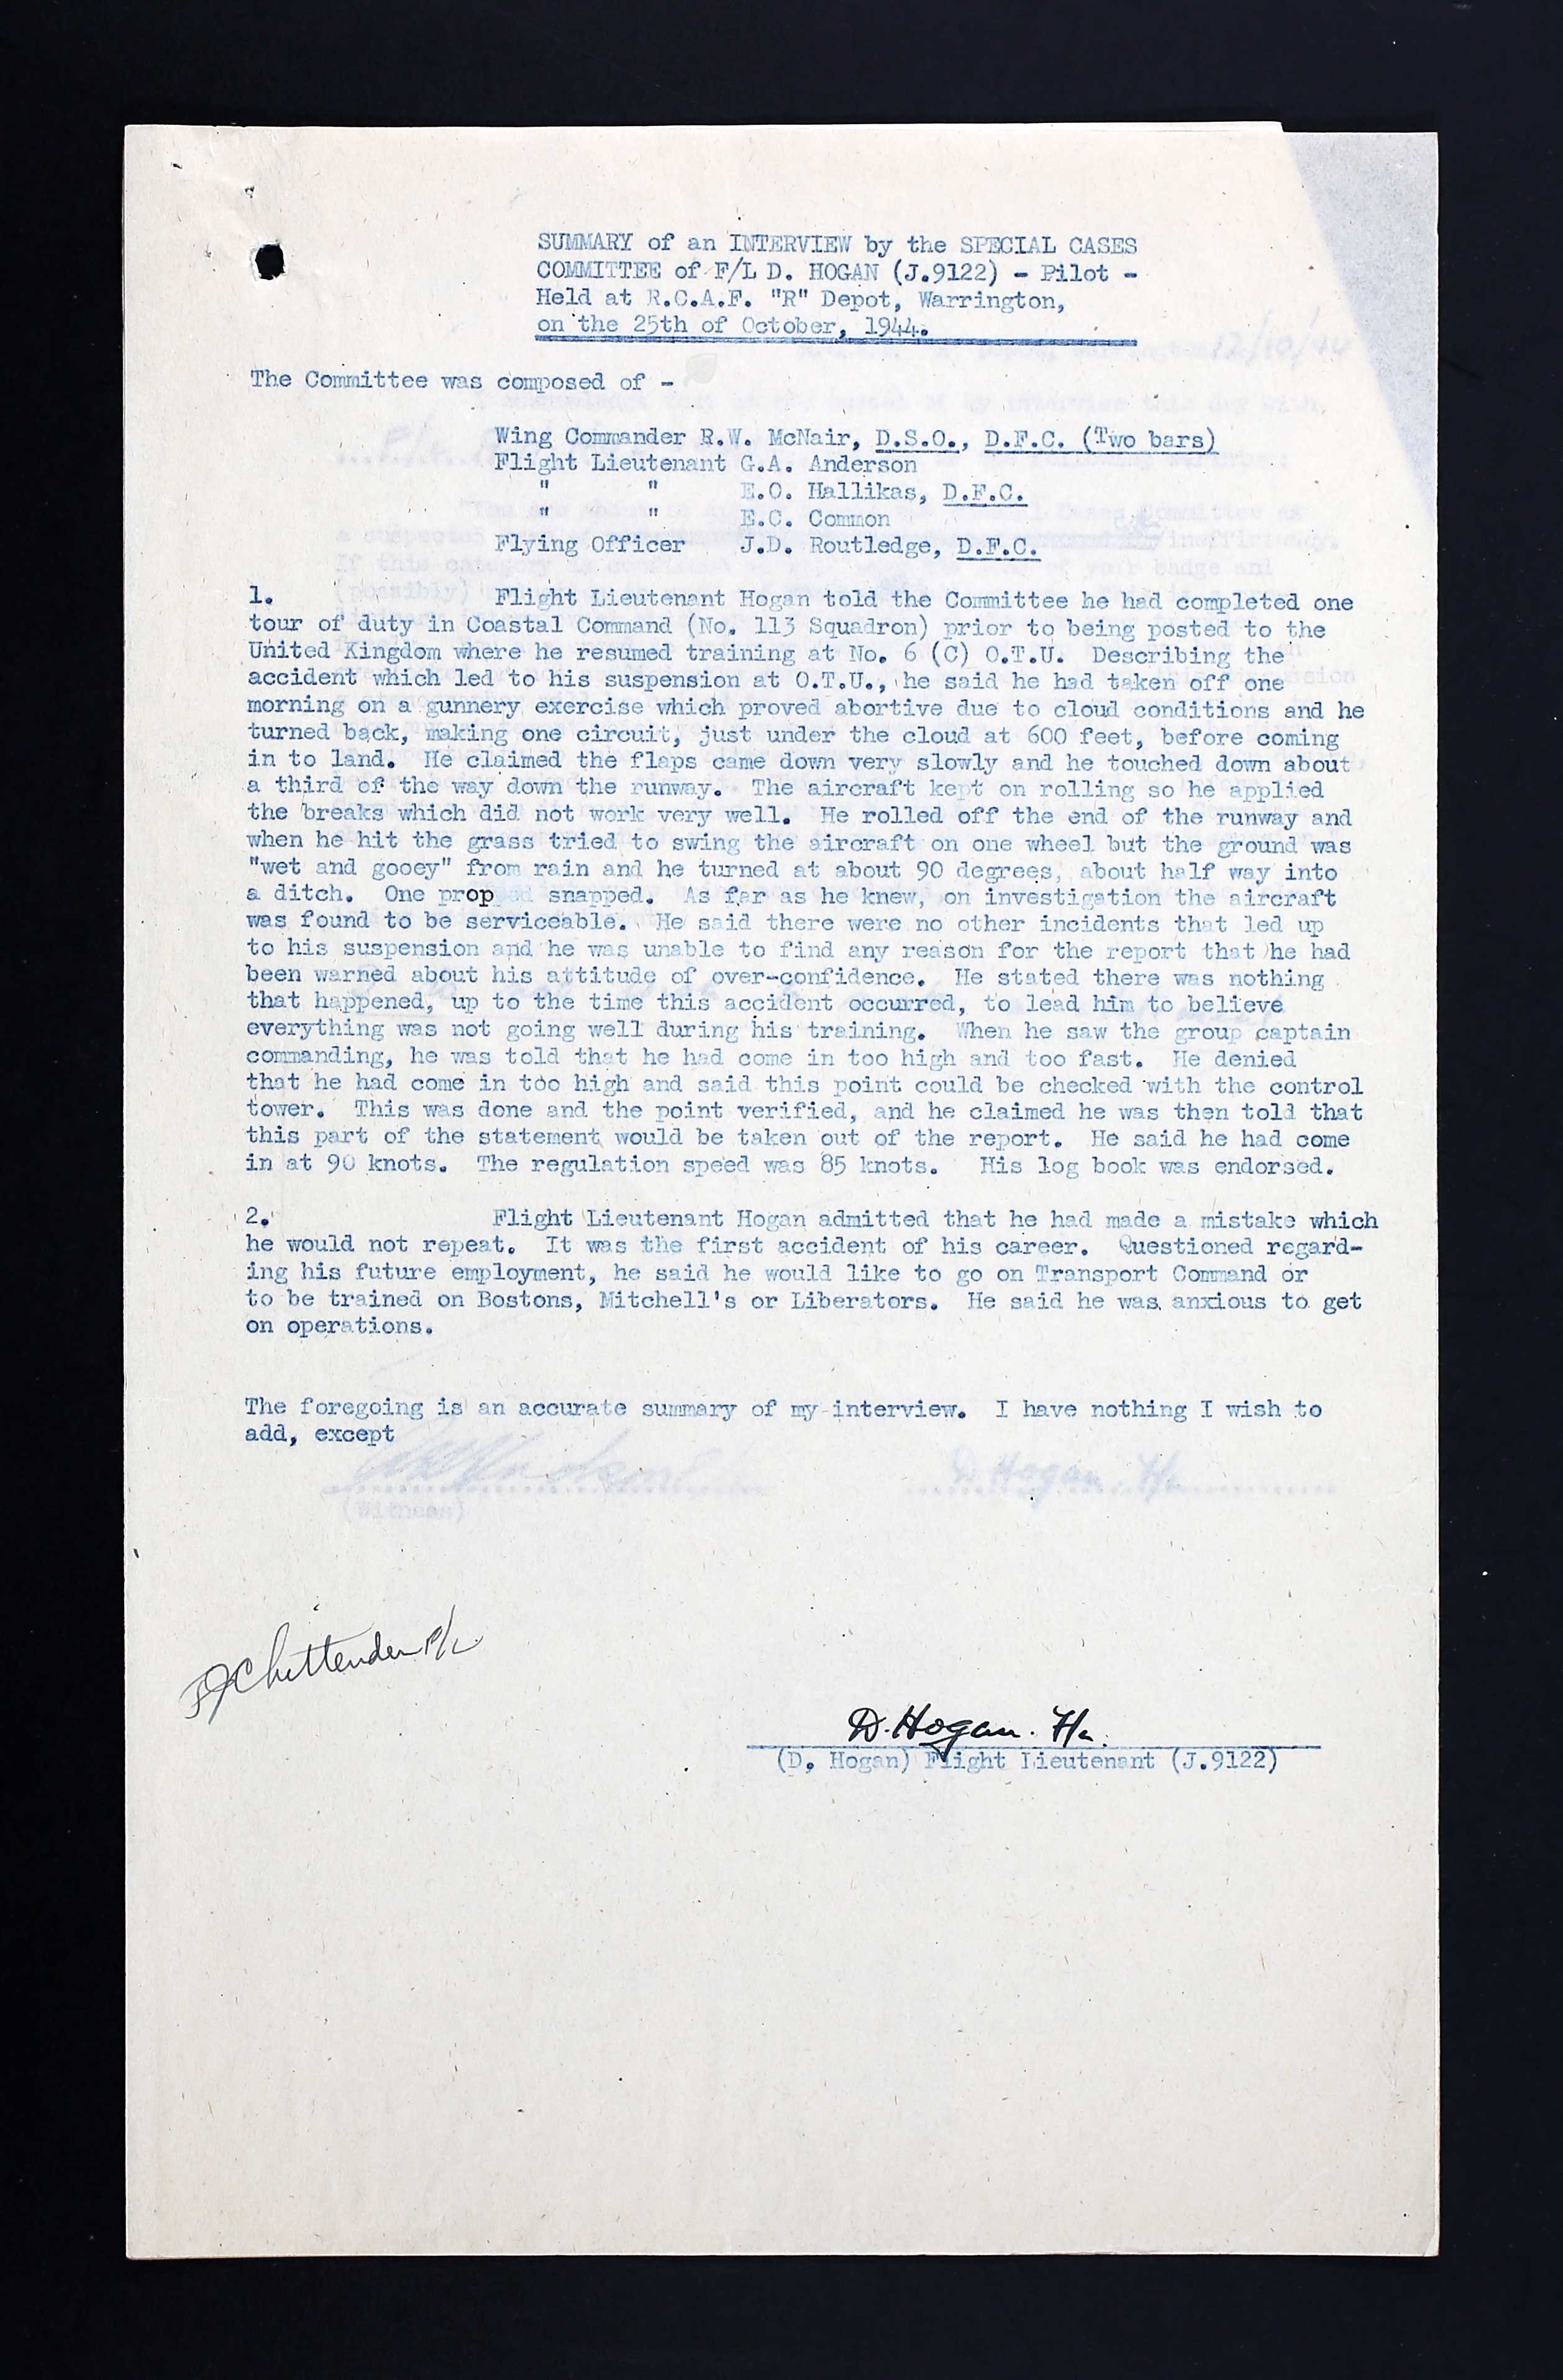 SUMMARY of an INTERVIEW by the SPECIAL CASES
COMMITTEE of F/L D. HOGAN (J.9122) - Pilot -
Held at R.C.A.F. "R" Depot, Warrington,
on the 25th of October, 1944.
12/10/44
The Committee was composed of -
Wing Commander R.W. McNair, D.S.O., D.F.C. (Two bars)
Flight Lieutenant G.A. Anderson
" " E.O. Hallikas, D.F.C.
" " E.C. Common
Flying Officer J.D. Routledge, D.F.C.
1. Flight Lieutenant Hogan told the Committee he had completed one
tour of duty in Coastal Command (No. 113 Squadron) prior to being posted to the
United Kingdom where he resumed training at No. 6 (C) O.T.U. Describing the
accident which led to his suspension at O.T.U., he said he had taken off one
morning on a gunnery exercise which proved abortive due to cloud conditions and he
turned back, making one circuit, just under the cloud at 600 feet, before coming
in to land. He claimed the flaps came down very slowly and he touched down about
a third of the way down the runway. The aircraft kept on rolling so he applied
the breaks which did not work very well. He rolled off the end of the runway and
when he hit the grass tried to swing the aircraft on one wheel but the ground was
"wet and gooey" from rain and he turned at about 90 degrees, about half way into
a ditch. One prop snapped. As far as he knew, on investigation the aircraft
was found to be serviceable. He said there were no other incidents that led up
to his suspension and he was unable to find any reason for the report that he had
been warned about his attitude of over-confidence. He stated there was nothing
that happened, up to the time this accident occurred, to lead him to believe
everything was not going well during his training. When he saw the group captain
commanding, he was told that he had come in too high and too fast. He denied
that he had come in too high and said this point could be checked with the control
tower. This was done and the point verified, and he claimed he was then told that
this part of the statement would be taken out of the report. He said he had come
in at 90 knots. The regulation speed was 85 knots. His log book was endorsed.
2. Flight Lieutenant Hogan admitted that he had made a mistake which
he would not repeat. It was the first accident of his career. Questioned regard-
ing his future employment, he said he would like to go on Transport Command or
to be trained on Bostons, Mitchell's or Liberators. He said he was anxious to get
on operations.
The foregoing is an accurate summary of my interview. I have nothing I wish to
add, except
D Hogan. F/L
(Witness)
Chittenden F/L
D. Hogan. F/L.
(D. Hogan) Flight Lieutenant (J.9122)